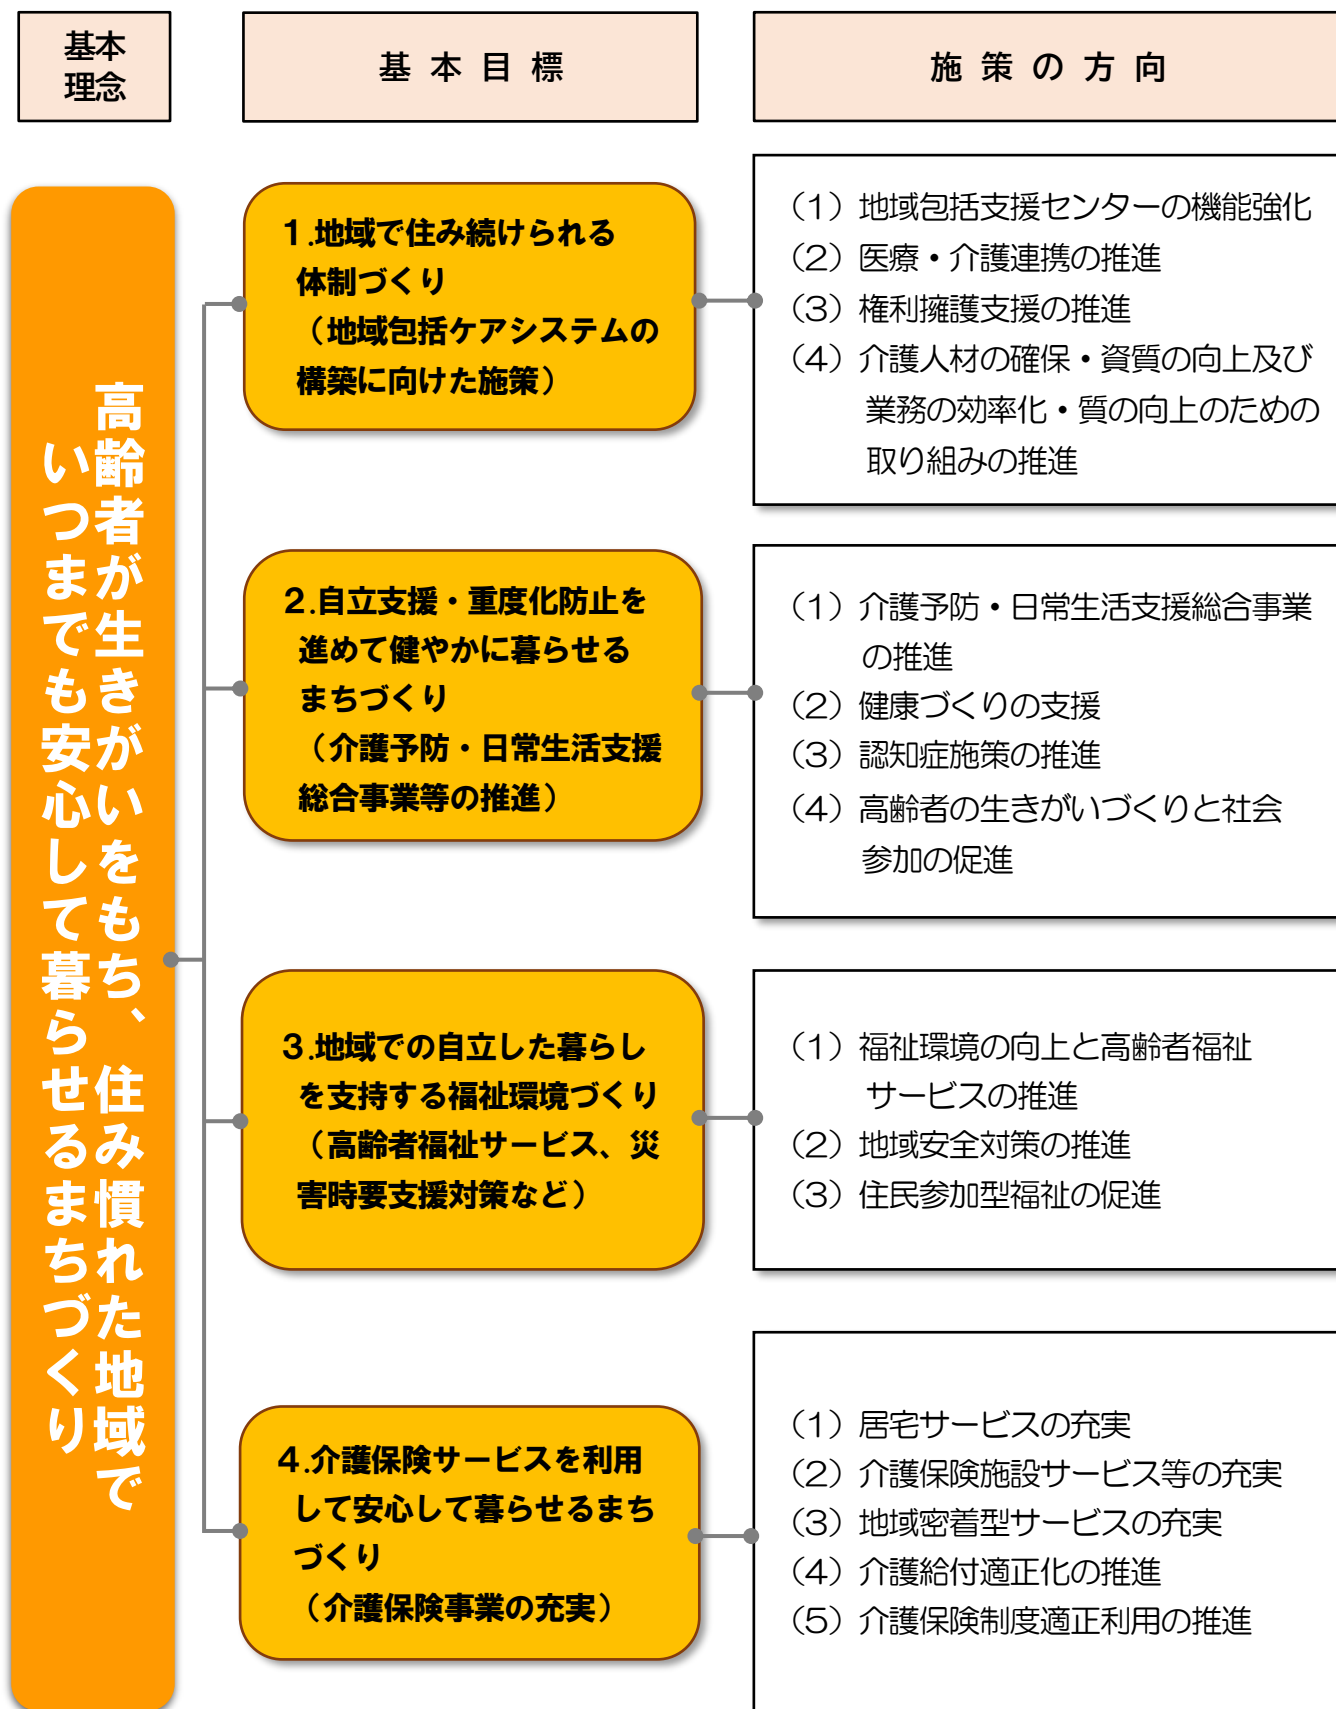 基本
理念
基本目標
施策の方向
高齢者が生きがいをもち、住み慣れた地域で
いつまでも安心して暮らせるまちづくり
１.地域で住み続けられる
体制づくり
（地域包括ケアシステムの
構築に向けた施策）
（1）地域包括支援センターの機能強化
（2）医療・介護連携の推進
（3）権利擁護支援の推進
（4）介護人材の確保・資質の向上及び
業務の効率化・質の向上のための
取り組みの推進
２.自立支援・重度化防止を
進めて健やかに暮らせる
まちづくり
（介護予防・日常生活支援
総合事業等の推進）
（1）介護予防・日常生活支援総合事業
の推進
（2）健康づくりの支援
（3）認知症施策の推進
（4）高齢者の生きがいづくりと社会
参加の促進
３.地域での自立した暮らし
を支持する福祉環境づくり
（高齢者福祉サービス、災
害時要支援対策など）
（1）福祉環境の向上と高齢者福祉
サービスの推進
（2）地域安全対策の推進
（3）住民参加型福祉の促進
４.介護保険サービスを利用
して安心して暮らせるまち
づくり
（介護保険事業の充実）
（1）居宅サービスの充実
（2）介護保険施設サービス等の充実
（3）地域密着型サービスの充実
（4）介護給付適正化の推進
（5）介護保険制度適正利用の推進